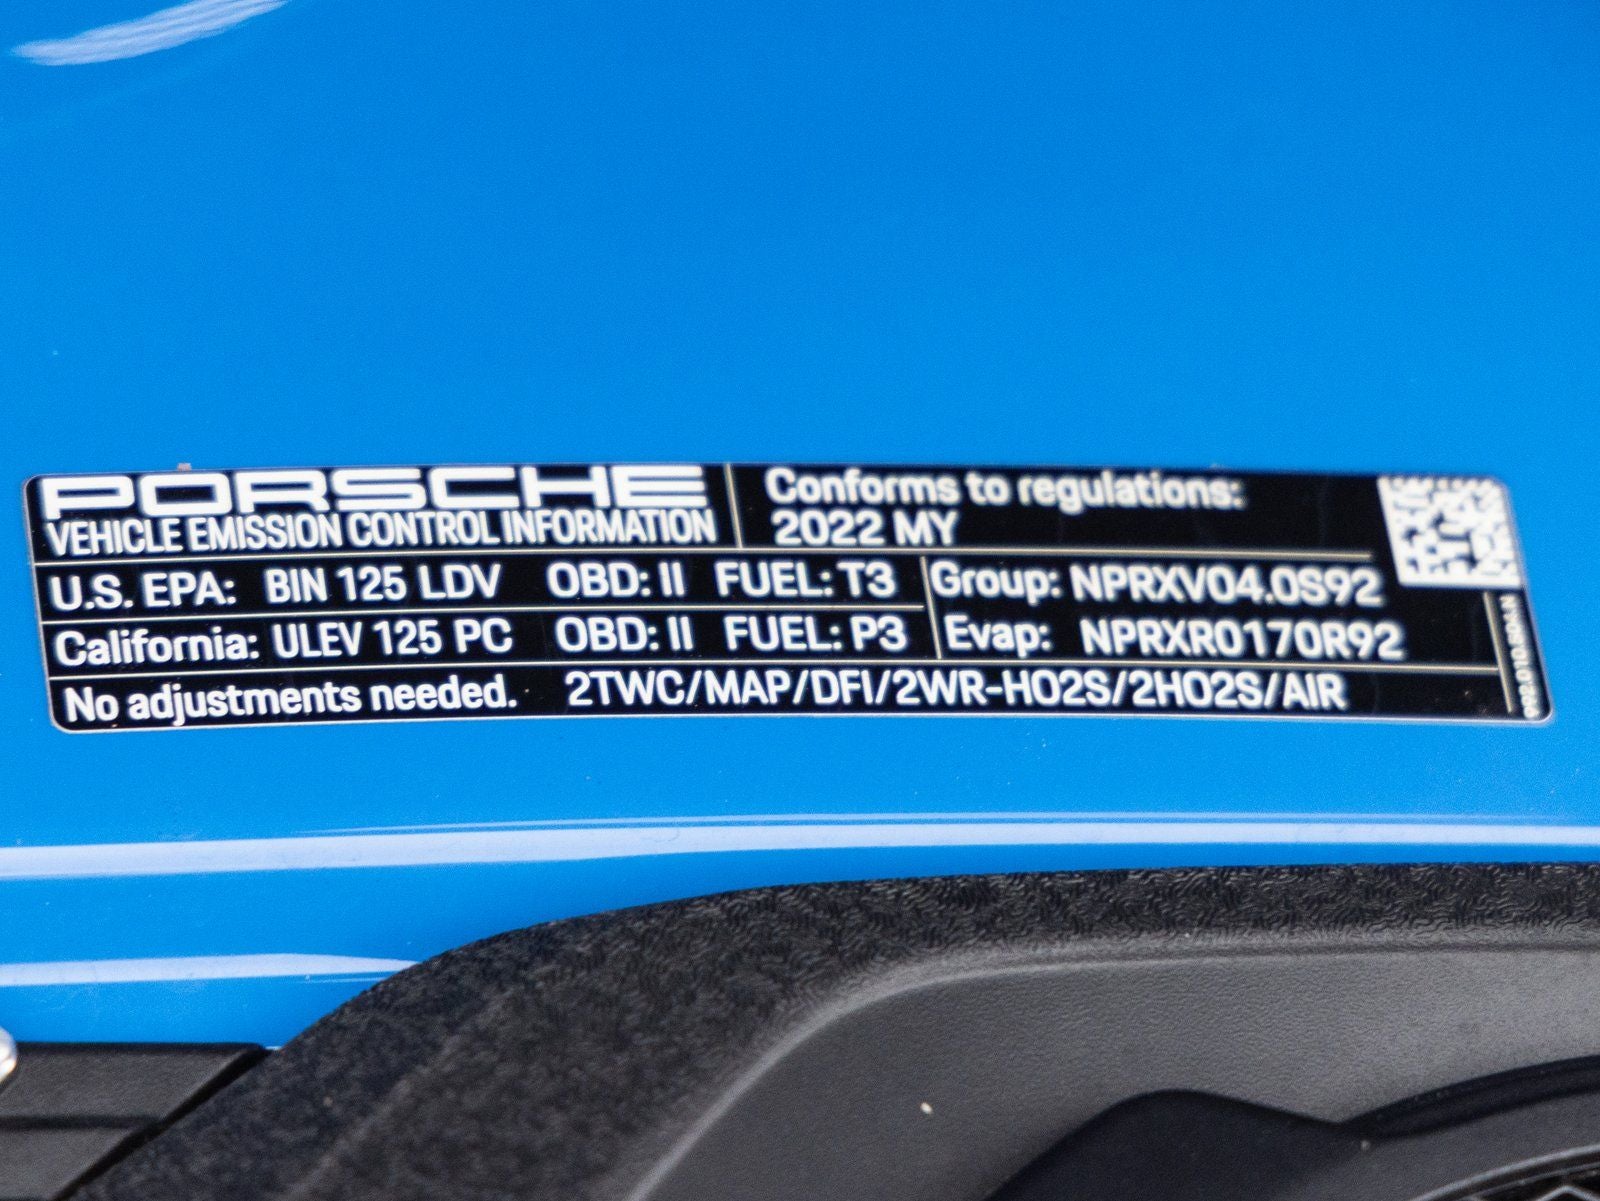 PORSCHE
VEHICLE EMISSION CONTROL INFORMATION
Conforms to regulations:
2022 MY
U.S. EPA: BIN 125 LDV OBD: II FUEL: T3
Group: NPRXV04.0S92
California: ULEV 125 PC OBD: II FUEL: P3
Evap: NPRXR0170R92
No adjustments needed. 2TWC/MAP/DFI/2WR-HO2S/2HO2S/AIR